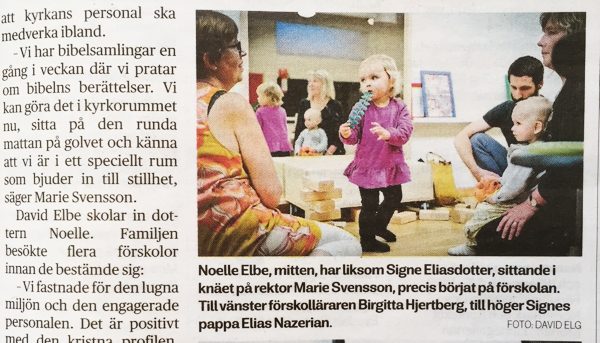 att kyrkans personal ska
medverka ibland.
- Vi har bibelsamlingar en
gång i veckan där vi pratar
om bibelns berättelser. Vi
kan göra det i kyrkorummet
nu, sitta på den runda
mattan på golvet och känna
att vi är i ett speciellt rum
som bjuder in till stillhet,
säger Marie Svensson.
David Elbe skolar in dot-
tern Noelle. Familjen
besökte flera förskolor
innan de bestämde sig:
- Vi fastnade för den lugna
miljön och den engagerade
personalen. Det är positivt
med den kristna profilen,
Noelle Elbe, mitten, har liksom Signe Eliasdotter, sittande i
knäet på rektor Marie Svensson, precis börjat på förskolan.
Till vänster förskolläraren Birgitta Hjertberg, till höger Signes
pappa Elias Nazerian.
FOTO: DAVID ELG